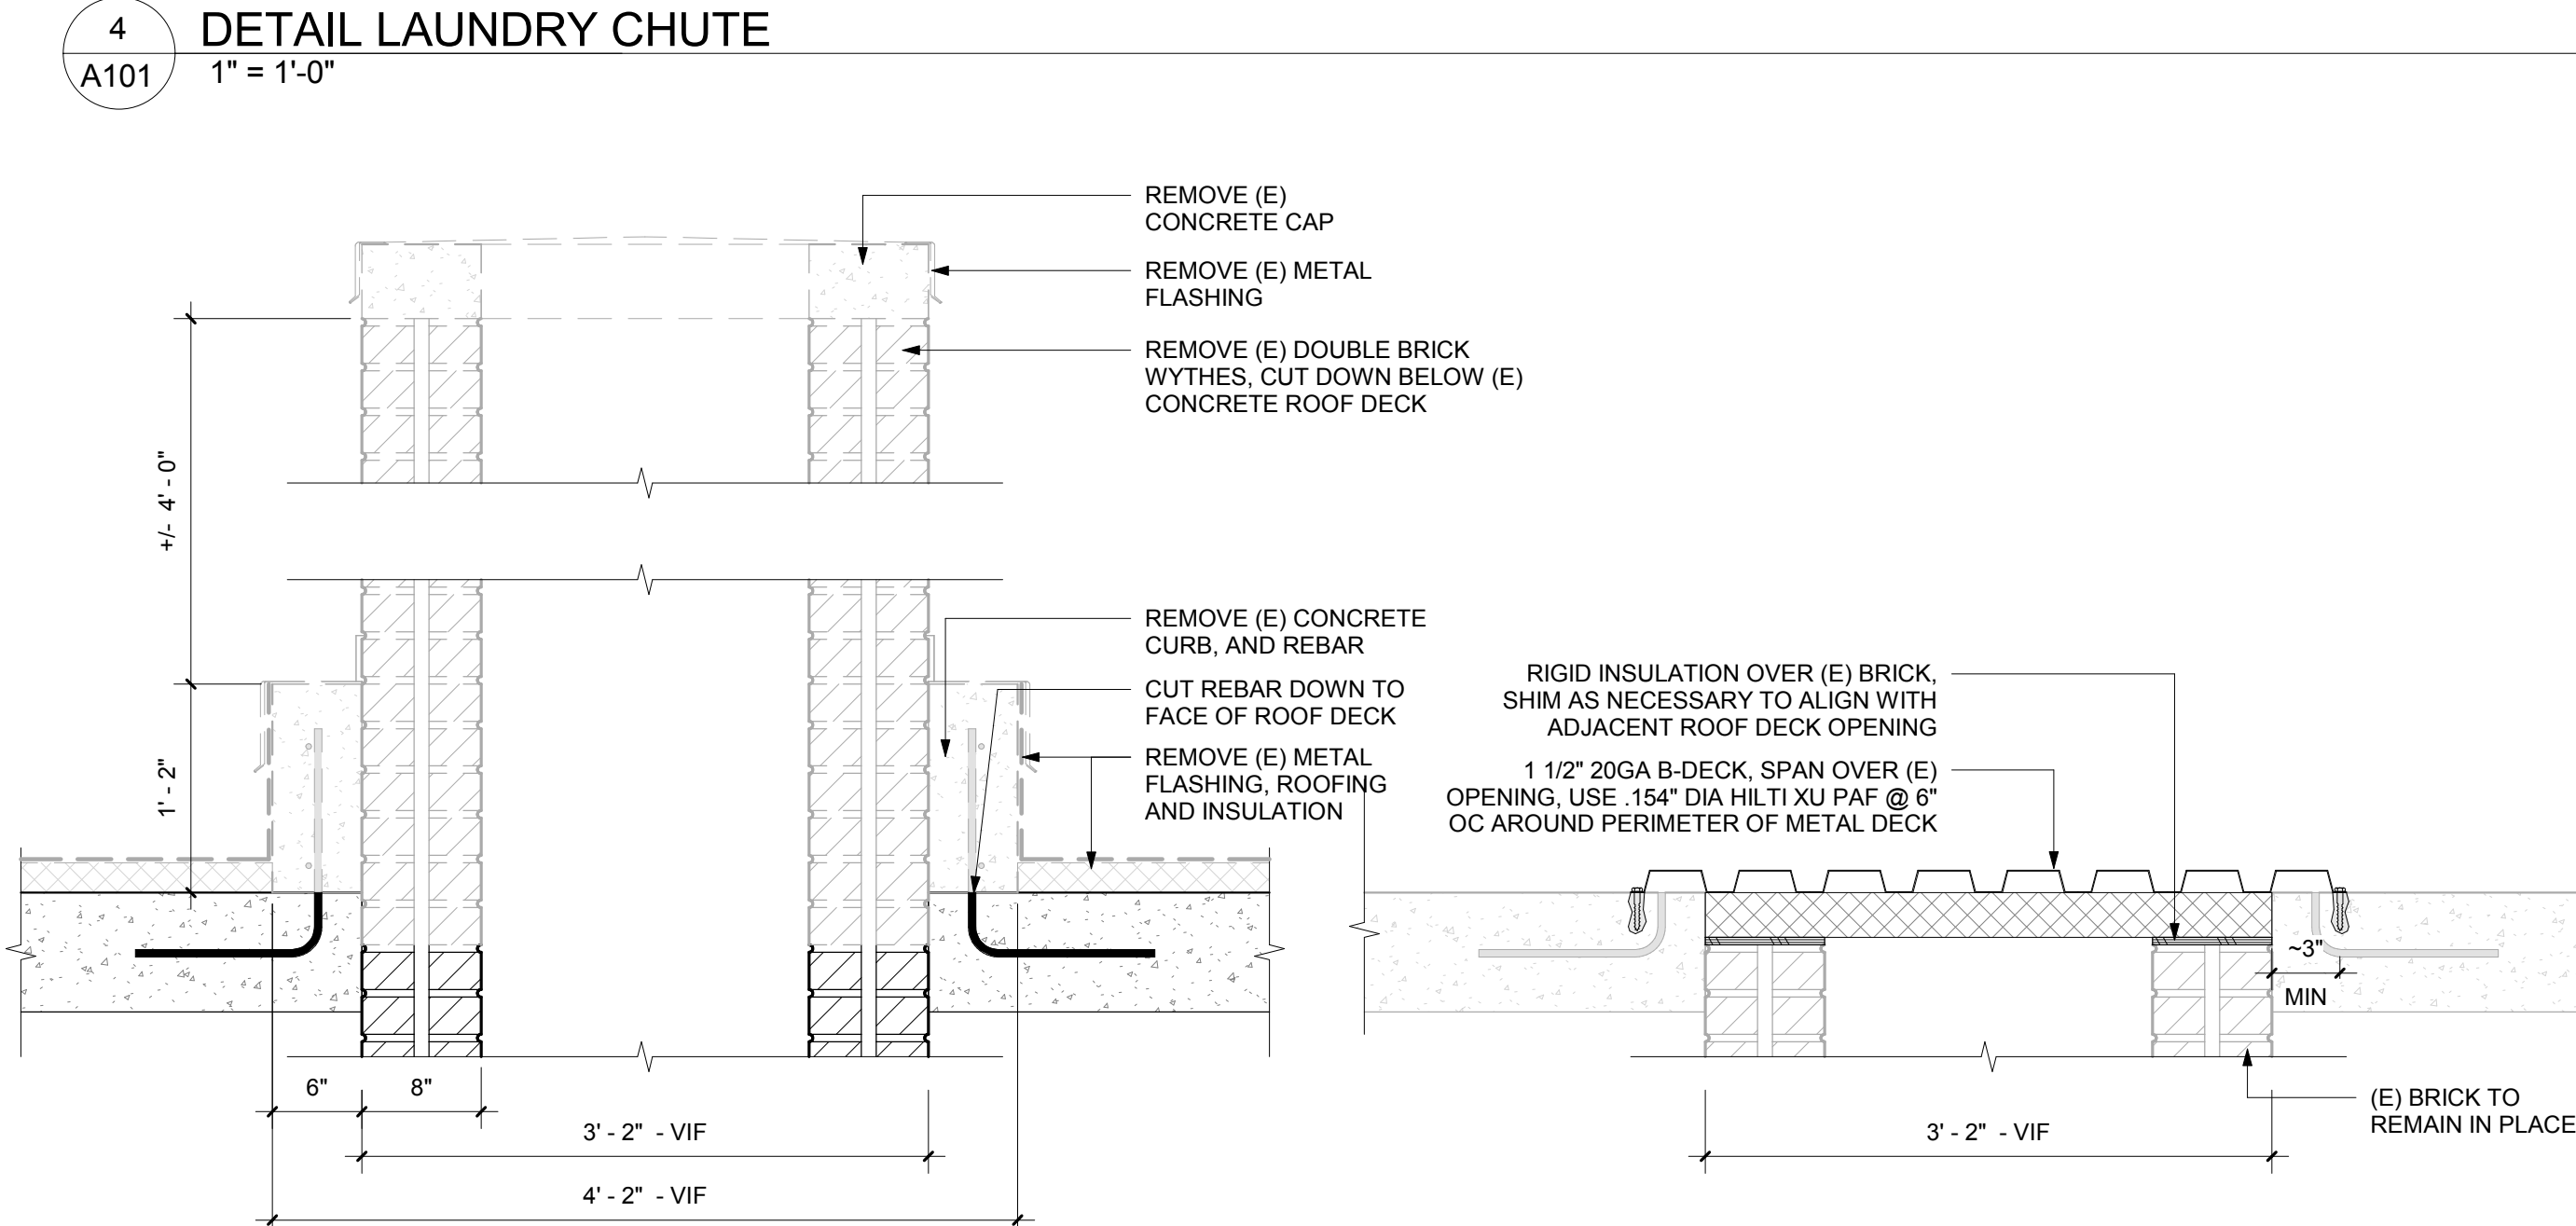 4
A101
DETAIL LAUNDRY CHUTE
1" = 1'-0"
REMOVE (E)
CONCRETE CAP
REMOVE (E) METAL
FLASHING
REMOVE (E) DOUBLE BRICK
WYTHES, CUT DOWN BELOW (E)
CONCRETE ROOF DECK
+/- 4' - 0"
REMOVE (E) CONCRETE
CURB, AND REBAR
CUT REBAR DOWN TO
FACE OF ROOF DECK
REMOVE (E) METAL
FLASHING, ROOFING
AND INSULATION
1' - 2"
6"
8"
3' - 2" - VIF
4' - 2" - VIF
RIGID INSULATION OVER (E) BRICK,
SHIM AS NECESSARY TO ALIGN WITH
ADJACENT ROOF DECK OPENING
1 1/2" 20GA B-DECK, SPAN OVER (E)
OPENING, USE .154" DIA HILTI XU PAF @ 6"
OC AROUND PERIMETER OF METAL DECK
~3"
MIN
(E) BRICK TO
REMAIN IN PLACE
3' - 2" - VIF